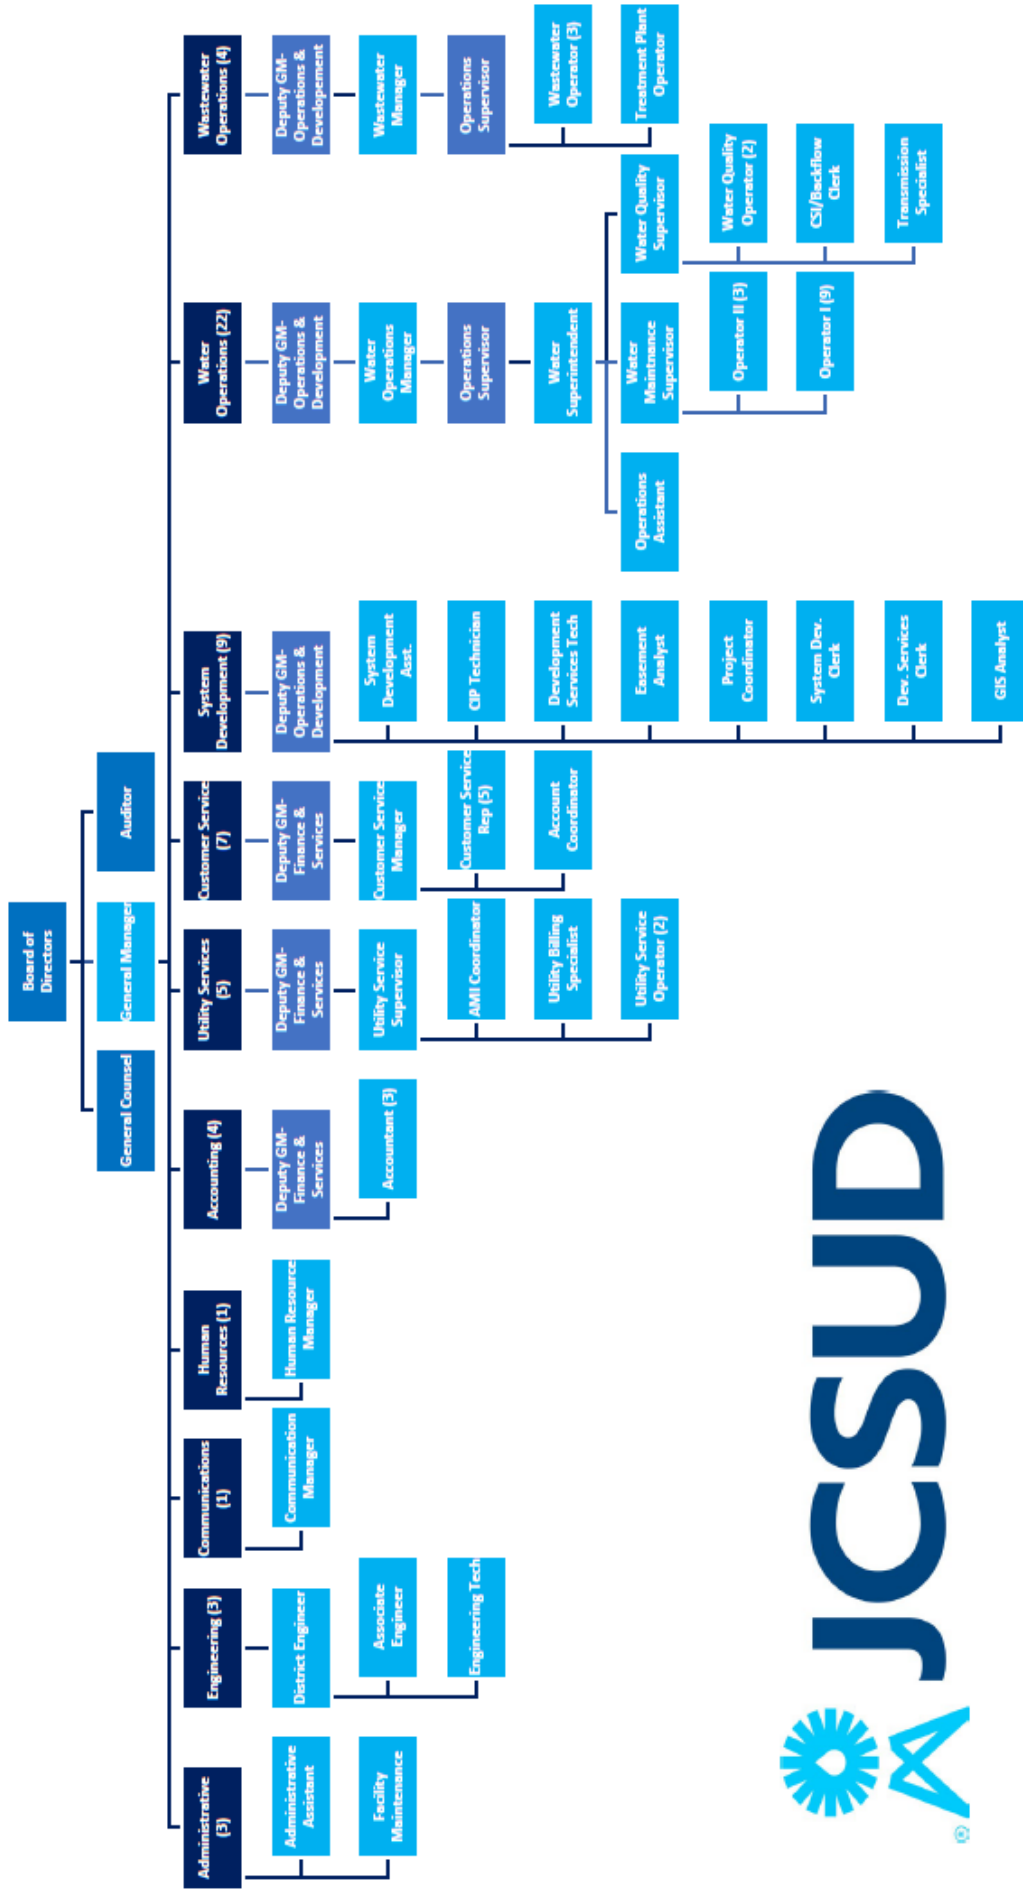 Board of
Directors
General Counsel
General Manager
Auditor
Administrative
(3)
Administrative
Assistant
Facility
Maintenance
Engineering (3)
District Engineer
Associate
Engineer
Engineering Tech
Communications
(1)
Communication
Manager
Human
Resources (1)
Human Resource
Manager
Accounting (4)
Deputy GM-
Finance &
Services
Accountant (3)
Utility Services
(5)
Deputy GM-
Finance &
Services
Utility Service
Supervisor
AMI Coordinator
Utility Billing
Specialist
Utility Service
Operator (2)
Customer Service
(7)
Deputy GM-
Finance &
Services
Customer Service
Manager
Customer Service
Rep (5)
Account
Coordinator
System
Development (9)
Deputy GM-
Operations &
Development
System
Development
Asst.
CIP Technician
Development
Services Tech
Easement
Analyst
Project
Coordinator
System Dev.
Clerk
Dev. Services
Clerk
GIS Analyst
Water
Operations (22)
Deputy GM-
Operations &
Development
Water
Operations
Manager
Operations
Supervisor
Water
Superintendent
Operations
Assistant
Water
Maintnance
Supervisor
Operator II (3)
Operator I (9)
Water Quality
Supervisor
Water Quality
Operator (2)
CSI/Backflow
Clerk
Transmission
Specialist
Wastewater
Operations (4)
Deputy GM-
Operations &
Developement
Wastewater
Manager
Operations
Supervisor
Wastewater
Operator (3)
Treatment Plant
Operator
JCSUD
®